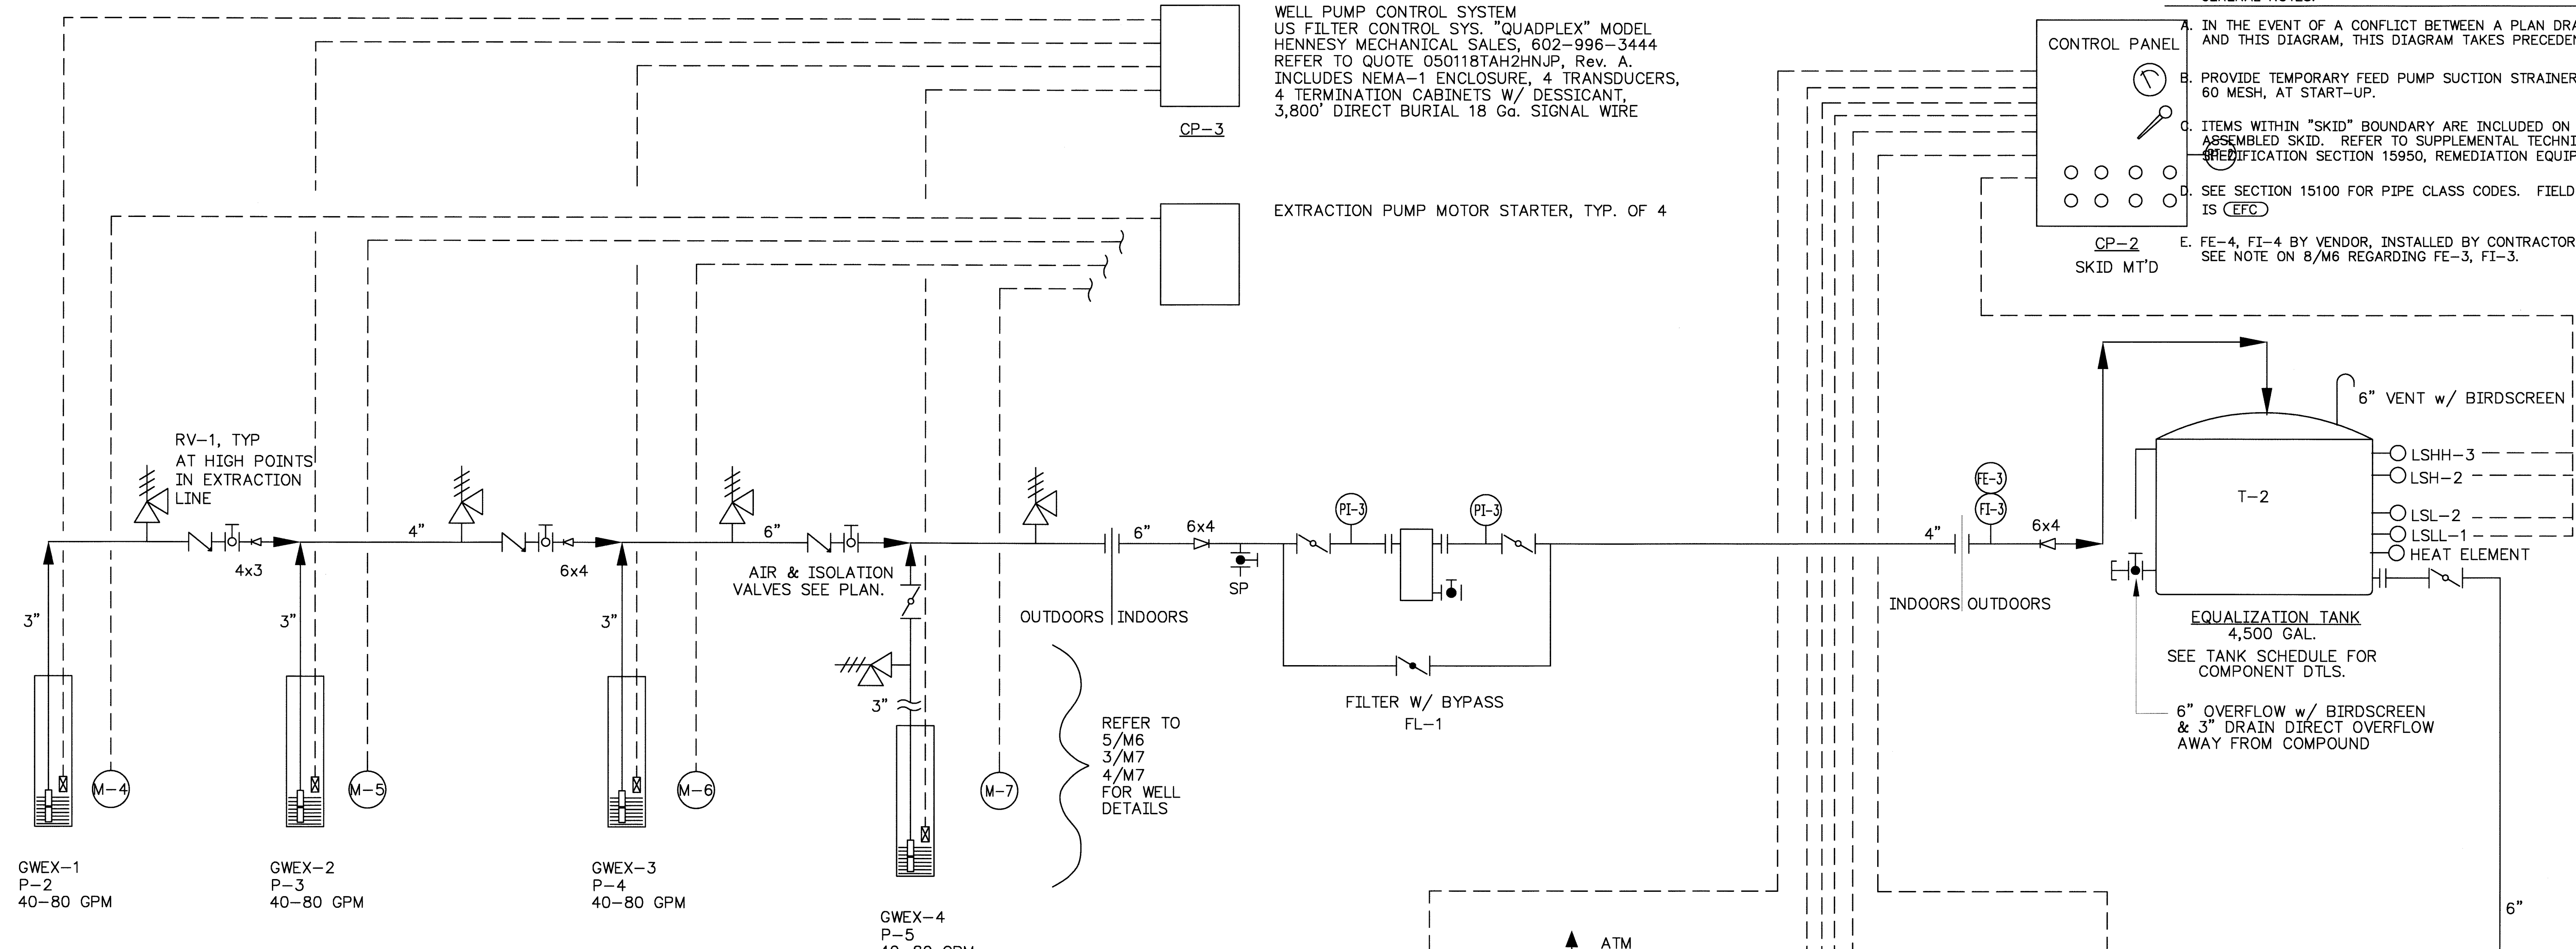 WELL PUMP CONTROL SYSTEM
US FILTER CONTROL SYS. "QUADPLEX" MODEL
HENNESY MECHANICAL SALES, 602-996-3444
REFER TO QUOTE 050118TAH2HNJP, Rev. A.
INCLUDES NEMA-1 ENCLOSURE, 4 TRANSDUCERS,
4 TERMINATION CABINETS W/ DESSICANT,
3,800' DIRECT BURIAL 18 Ga. SIGNAL WIRE
CP-3
EXTRACTION PUMP MOTOR STARTER, TYP. OF 4
CONTROL PANEL
CP-2
SKID MT'D
A. IN THE EVENT OF A CONFLICT BETWEEN A PLAN DRA
AND THIS DIAGRAM, THIS DIAGRAM TAKES PRECEDEN
B. PROVIDE TEMPORARY FEED PUMP SUCTION STRAINER
60 MESH, AT START-UP.
C. ITEMS WITHIN "SKID" BOUNDARY ARE INCLUDED ON
ASSEMBLED SKID. REFER TO SUPPLEMENTAL TECHNI
SPECIFICATION SECTION 15950, REMEDIATION EQUIP
D. SEE SECTION 15100 FOR PIPE CLASS CODES. FIELD
IS EFC
E. FE-4, FI-4 BY VENDOR, INSTALLED BY CONTRACTOR
SEE NOTE ON 8/M6 REGARDING FE-3, FI-3.
RV-1, TYP
AT HIGH POINTS
IN EXTRACTION
LINE
4"
6"
4x3
6x4
AIR & ISOLATION
VALVES SEE PLAN.
3"
3"
3"
3"
OUTDOORS INDOORS
6"
6x4
SP
PI-3
PI-3
FILTER W/ BYPASS
FL-1
4"
INDOORS OUTDOORS
FE-3
FI-3
6x4
6" VENT w/ BIRDSCREEN
T-2
LSHH-3
LSH-2
LSL-2
LSLL-1
HEAT ELEMENT
EQUALIZATION TANK
4,500 GAL.
SEE TANK SCHEDULE FOR
COMPONENT DTLS.
6" OVERFLOW w/ BIRDSCREEN
& 3" DRAIN DIRECT OVERFLOW
AWAY FROM COMPOUND
REFER TO
5/M6
3/M7
4/M7
FOR WELL
DETAILS
M-4
M-5
M-6
M-7
GWEX-1
P-2
40-80 GPM
GWEX-2
P-3
40-80 GPM
GWEX-3
P-4
40-80 GPM
GWEX-4
P-5
40-80 GPM
ATM
6"